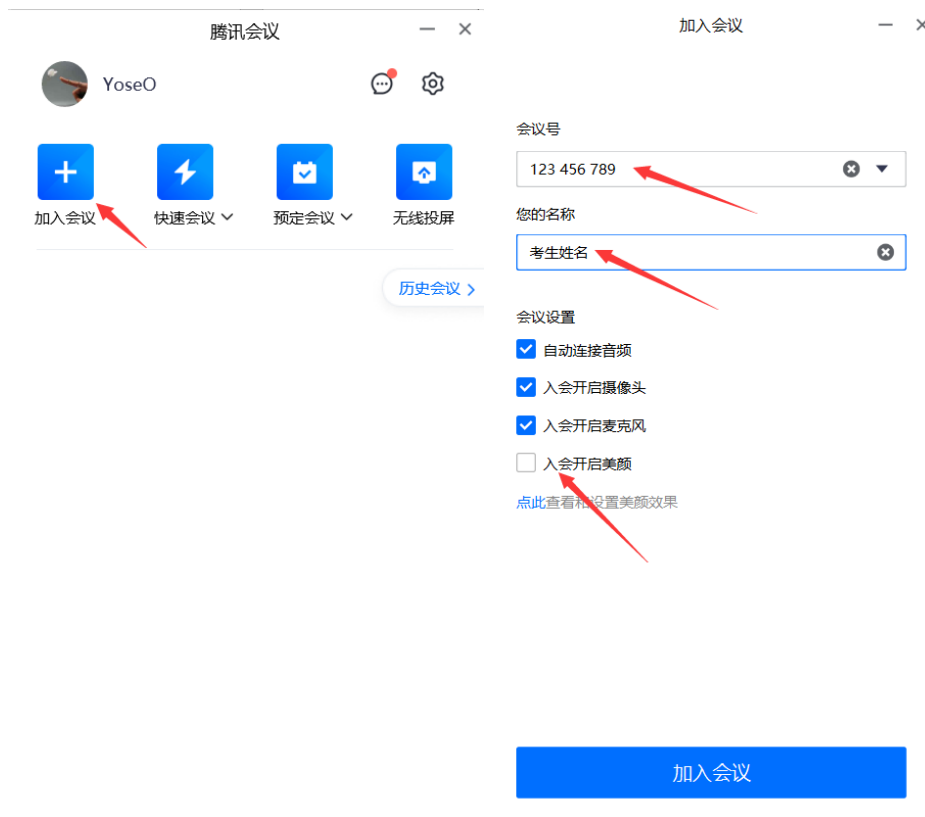 腾讯会议
YoseO
加入会议
快速会议
预定会议
无线投屏
历史会议
加入会议
会议号
123 456 789
您的名称
考生姓名
会议设置
自动连接音频
入会开启摄像头
入会开启麦克风
入会开启美颜
点此查看和设置美颜效果
加入会议